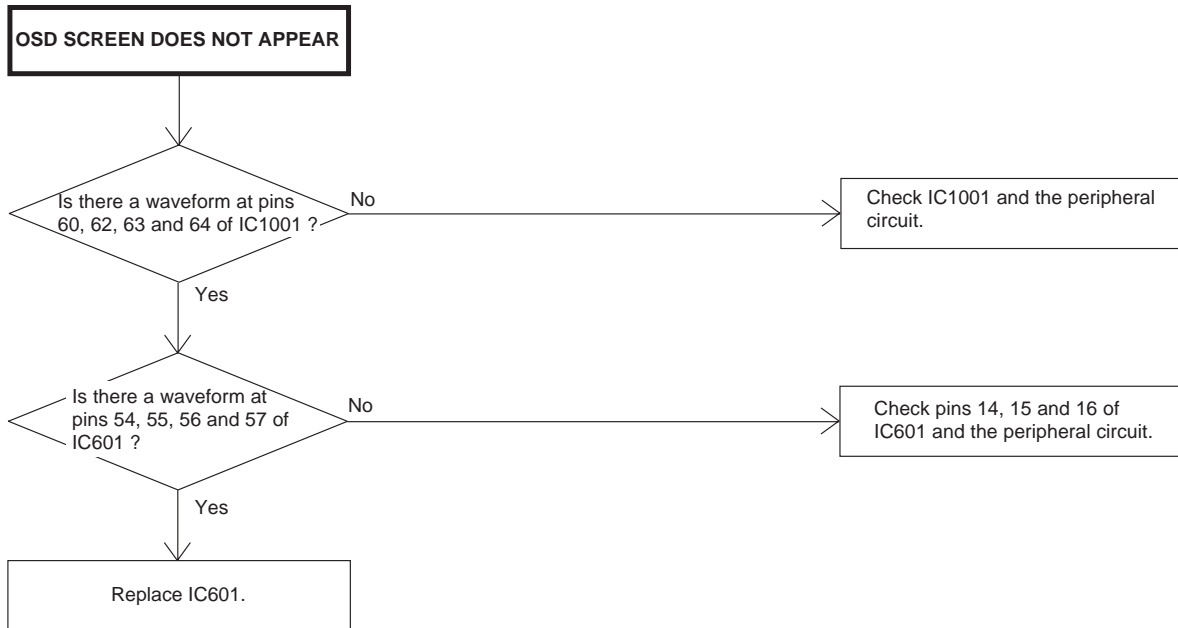 OSD SCREEN DOES NOT APPEAR
Is there a waveform at pins
60, 62, 63 and 64 of IC1001 ?
No
Check IC1001 and the peripheral
circuit.
Yes
Is there a waveform at
pins 54, 55, 56 and 57 of
IC601 ?
No
Check pins 14, 15 and 16 of
IC601 and the peripheral circuit.
Yes
Replace IC601.